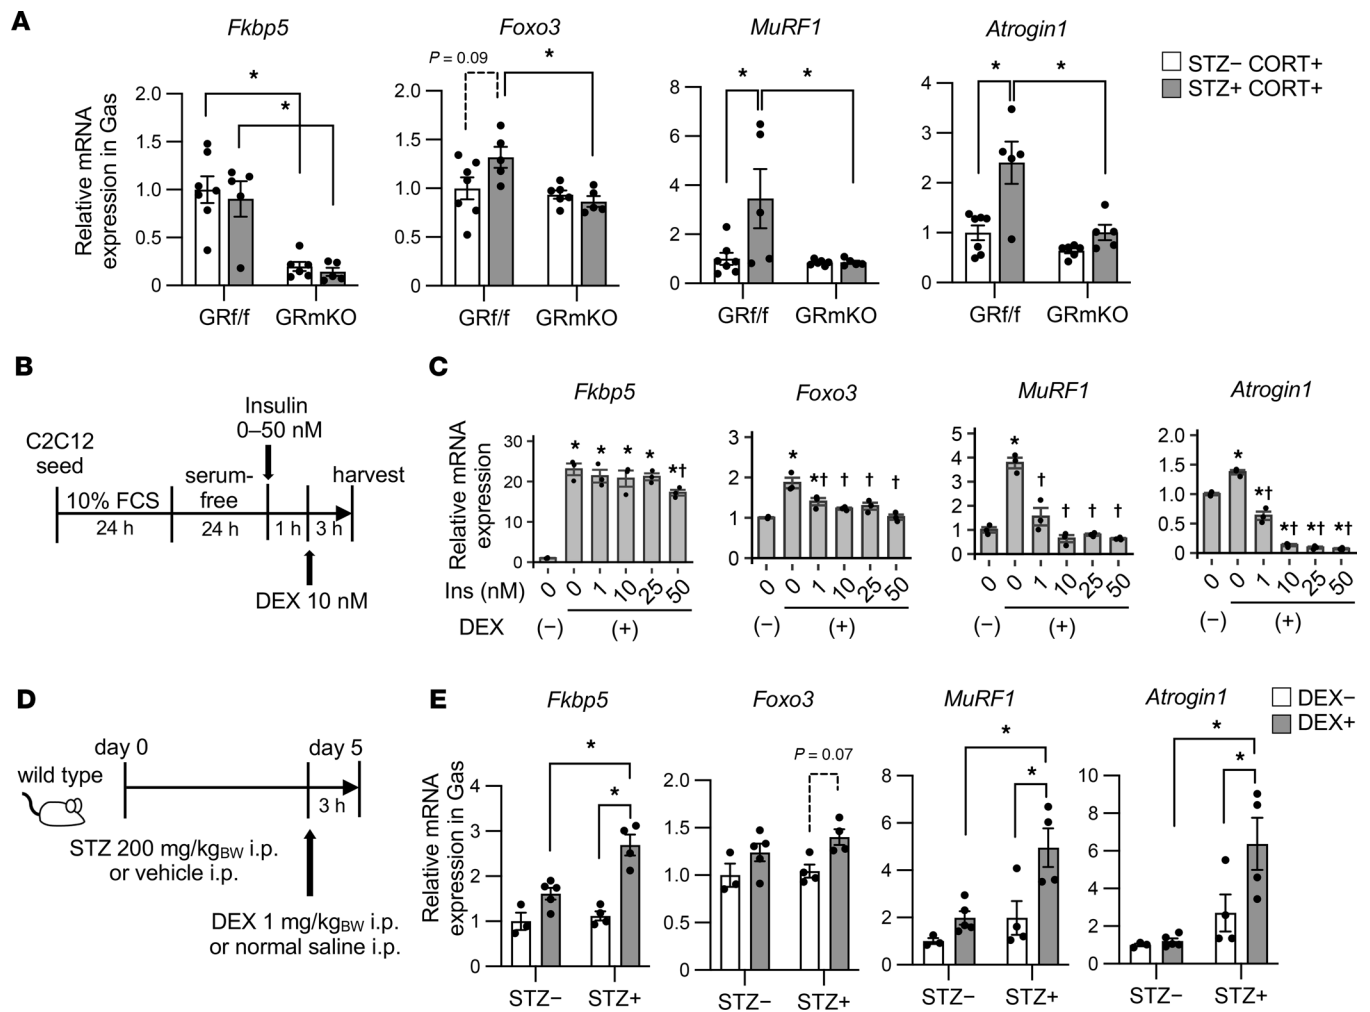 A
Fkbp5
Foxo3
MuRF1
Atrogin1
STZ− CORT+
STZ+ CORT+
Relative mRNA
expression in Gas
2.0
1.5
1.0
0.5
0
*
*
GRf/f
GRmKO
2.0
1.5
1.0
0.5
0
P = 0.09
*
GRf/f
GRmKO
8
6
4
2
0
*
*
GRf/f
GRmKO
4
3
2
1
0
*
*
GRf/f
GRmKO
B
Insulin
0–50 nM
C2C12
seed
serum-
free
harvest
10% FCS
24 h
24 h
1 h
3 h
DEX 10 nM
C
Fkbp5
Foxo3
MuRF1
Atrogin1
Relative mRNA
expression
30
20
10
0
* * * * *†
3
2
1
0
* *† † † †
5
4
3
2
1
0
* † † † †
2.0
1.5
1.0
0.5
0
* *† *† *† *†
Ins (nM)
0 0 1 10 25 50
0 0 1 10 25 50
0 0 1 10 25 50
0 0 1 10 25 50
DEX
(−) (+)
(−) (+)
(−) (+)
(−) (+)
D
day 0
day 5
wild type
3 h
STZ 200 mg/kgBW i.p.
or vehicle i.p.
DEX 1 mg/kgBW i.p.
or normal saline i.p.
E
Fkbp5
Foxo3
MuRF1
Atrogin1
DEX−
DEX+
Relative mRNA
expression in Gas
4
3
2
1
0
*
*
STZ−
STZ+
2.0
1.5
1.0
0.5
0
P = 0.07
STZ−
STZ+
8
6
4
2
0
*
*
STZ−
STZ+
10
8
6
4
2
0
*
*
STZ−
STZ+